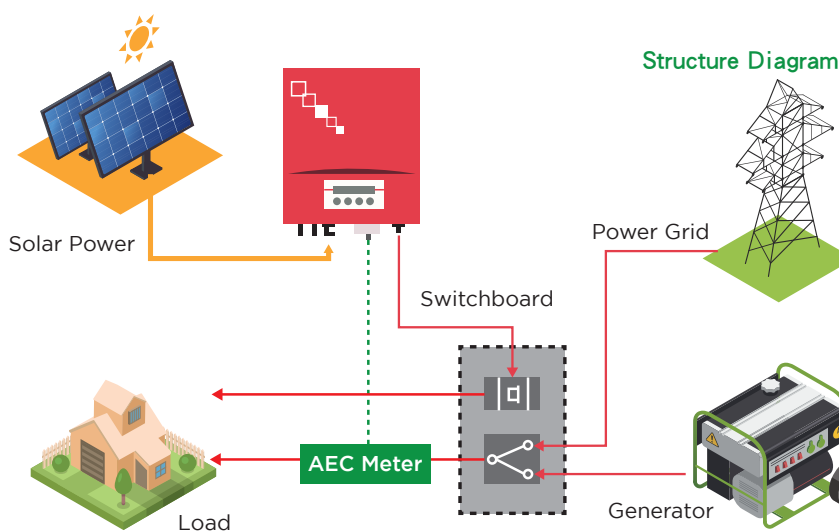 Structure Diagram
Solar Power
Power Grid
Switchboard
AEC Meter
Generator
Load